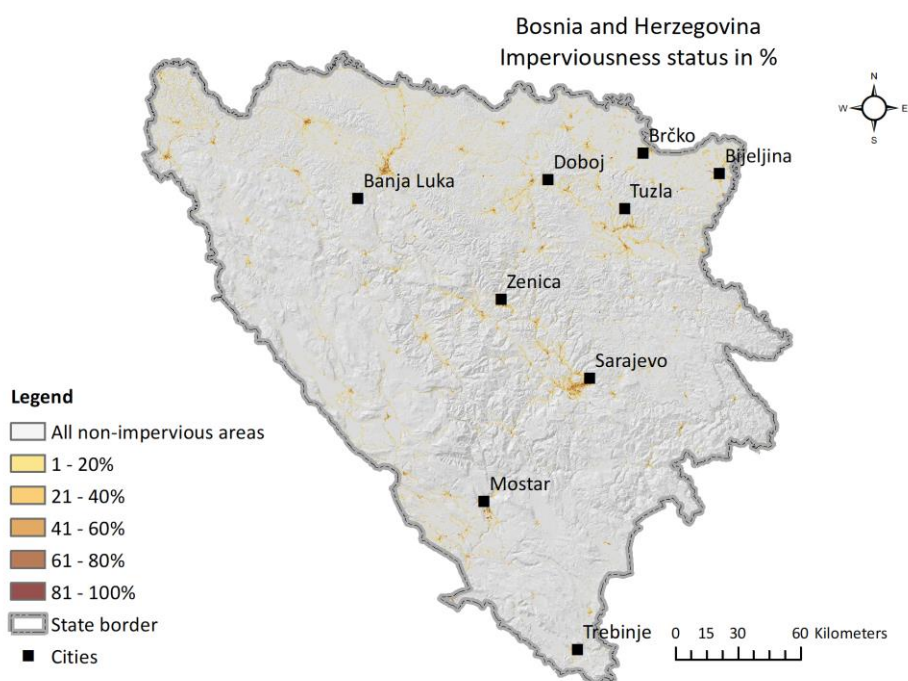 Bosnia and Herzegovina
Imperviousness status in %
N
W E
S
Brčko
Bijeljina
Doboj
Banja Luka
Tuzla
Zenica
Sarajevo
Mostar
Trebinje
Legend
All non-impervious areas
1 - 20%
21 - 40%
41 - 60%
61 - 80%
81 - 100%
State border
Cities
0 15 30 60 Kilometers